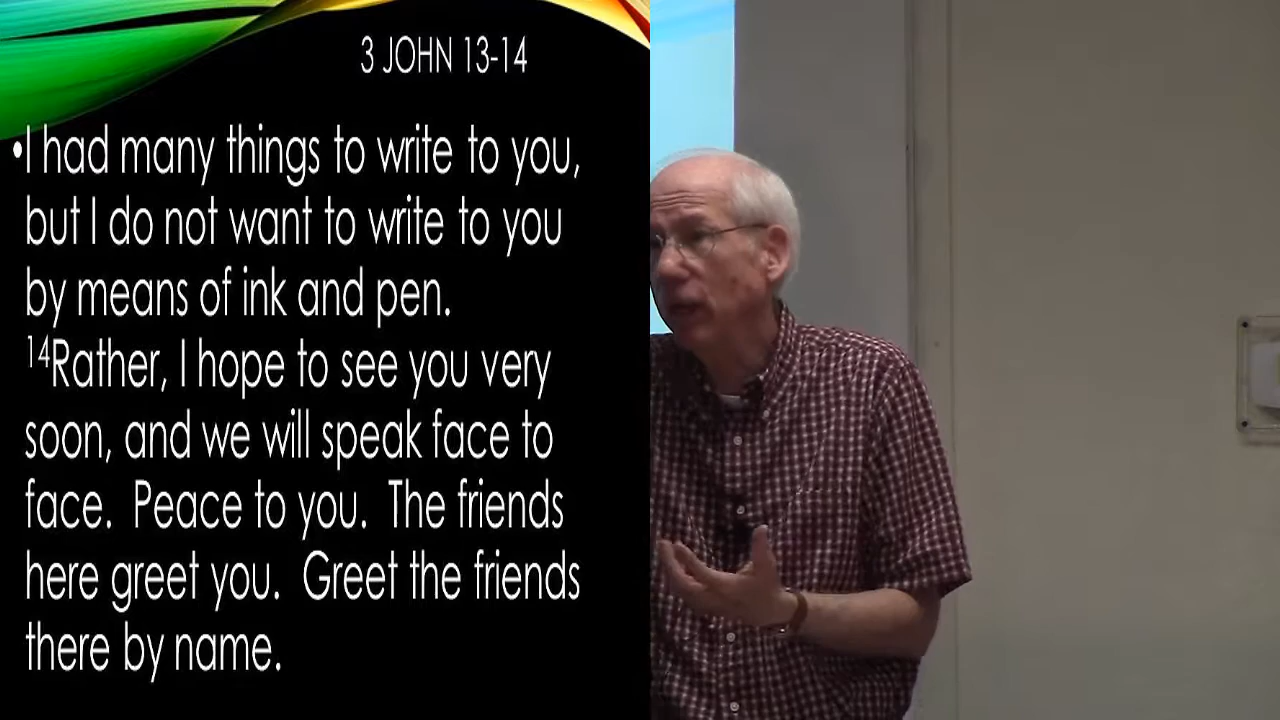 3 JOHN 13-14
•I had many things to write to you,
but I do not want to write to you
by means of ink and pen.
14Rather, I hope to see you very
soon, and we will speak face to
face.  Peace to you.  The friends
here greet you.  Greet the friends
there by name.